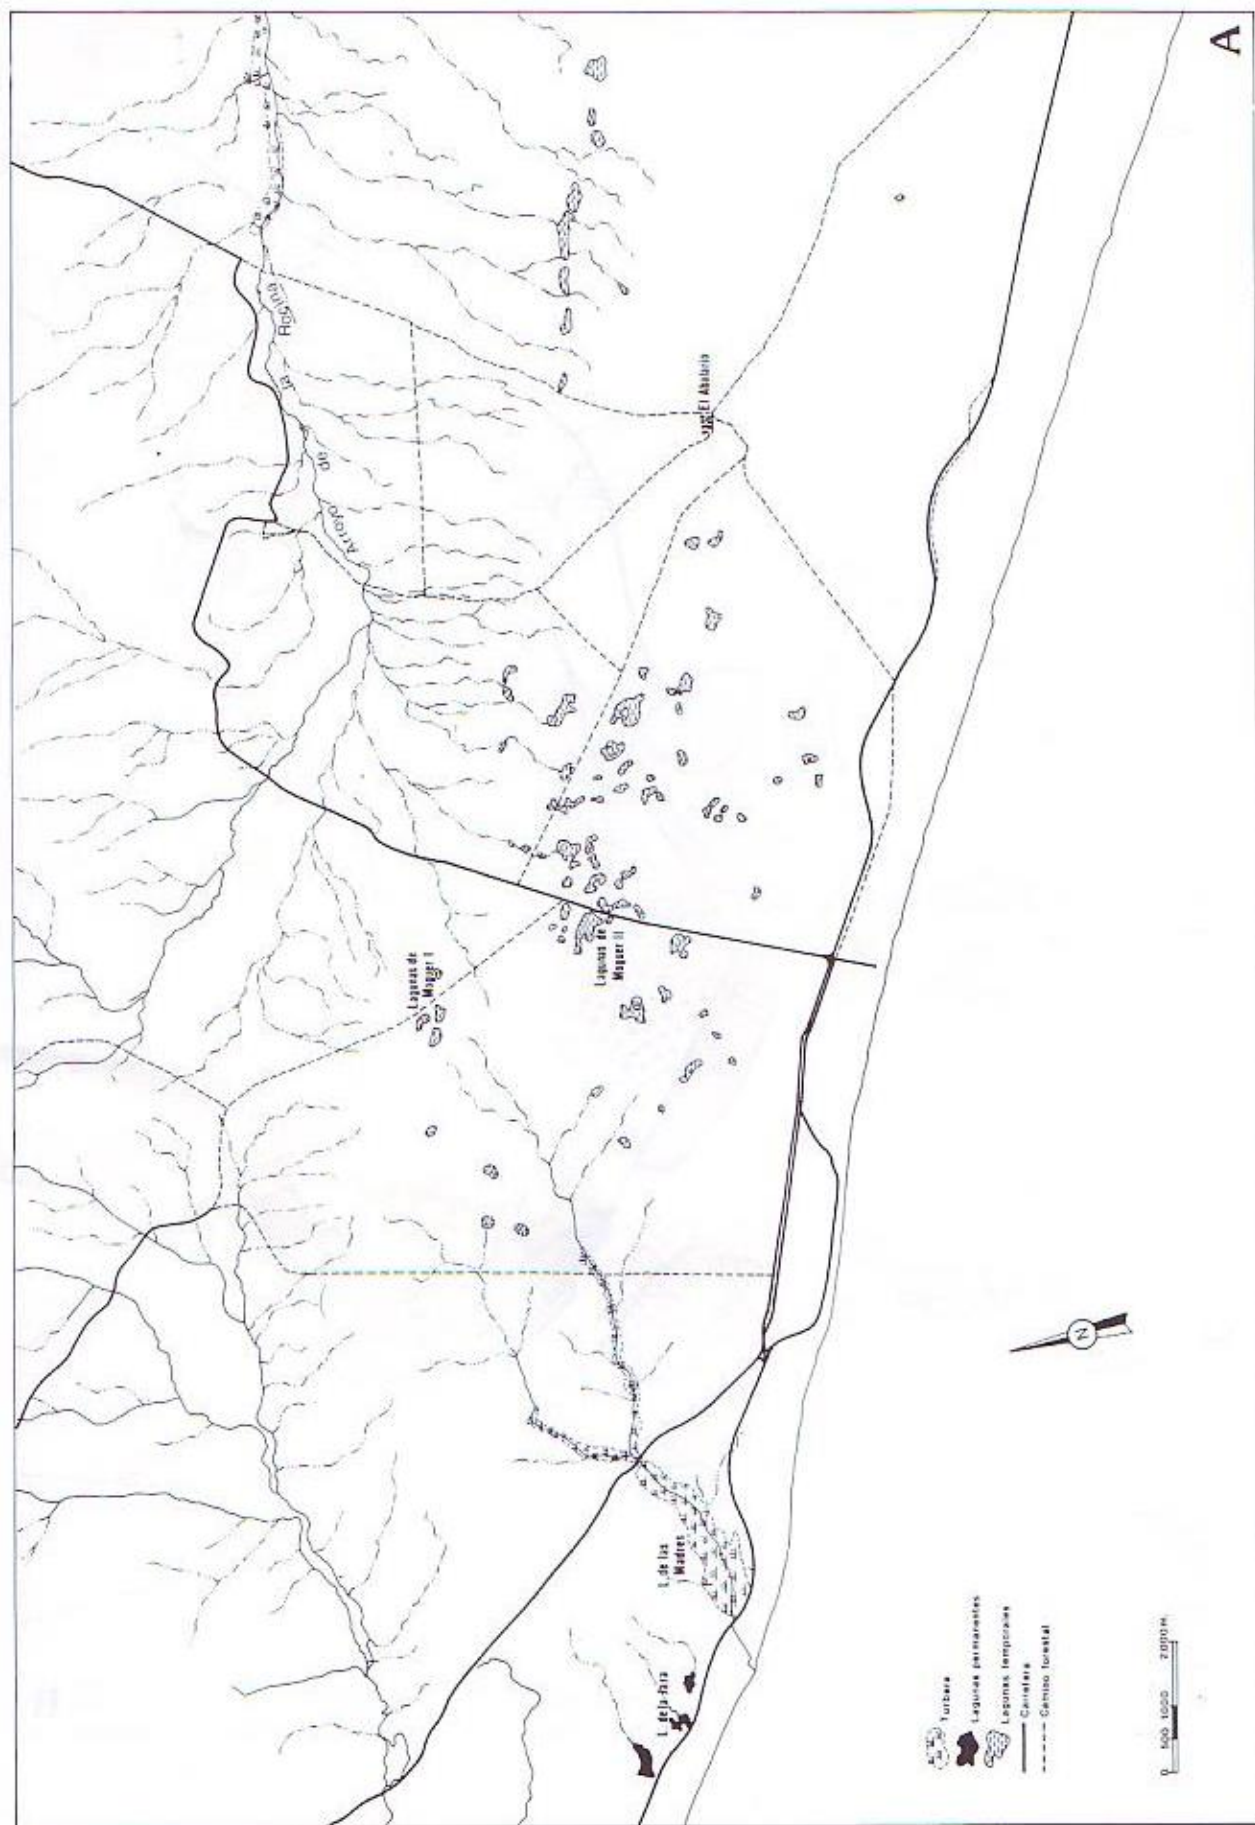 A
Arroyo de la Rocina
El Abalario
Lagunas de
Moguer I
Lagunas de
Moguer II
L. de las
Madres
L. de la Jara
Turbera
Lagunas permanentes
Lagunas temporales
Carretera
Camino forestal
0 500 1000 2000 M.
N